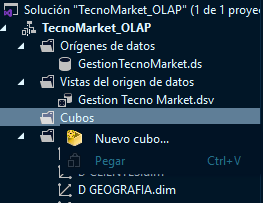 Solución "TecnoMarket_OLAP" (1 de 1 proye
TecnoMarket_OLAP
Orígenes de datos
GestionTecnoMarket.ds
Vistas del origen de datos
Gestion Tecno Market.dsv
Cubos
Nuevo cubo...
Pegar Ctrl+V
D GEOGRAFIA.dim